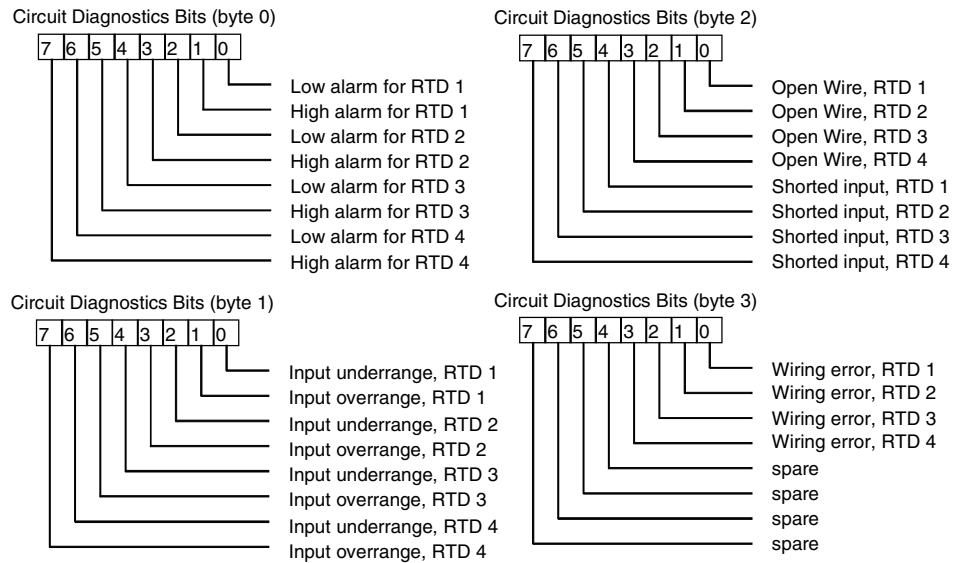 Circuit Diagnostics Bits (byte 0)
7 6 5 4 3 2 1 0
Low alarm for RTD 1
High alarm for RTD 1
Low alarm for RTD 2
High alarm for RTD 2
Low alarm for RTD 3
High alarm for RTD 3
Low alarm for RTD 4
High alarm for RTD 4
Circuit Diagnostics Bits (byte 2)
7 6 5 4 3 2 1 0
Open Wire, RTD 1
Open Wire, RTD 2
Open Wire, RTD 3
Open Wire, RTD 4
Shorted input, RTD 1
Shorted input, RTD 2
Shorted input, RTD 3
Shorted input, RTD 4
Circuit Diagnostics Bits (byte 1)
7 6 5 4 3 2 1 0
Input underrange, RTD 1
Input overrange, RTD 1
Input underrange, RTD 2
Input overrange, RTD 2
Input underrange, RTD 3
Input overrange, RTD 3
Input underrange, RTD 4
Input overrange, RTD 4
Circuit Diagnostics Bits (byte 3)
7 6 5 4 3 2 1 0
Wiring error, RTD 1
Wiring error, RTD 2
Wiring error, RTD 3
Wiring error, RTD 4
spare
spare
spare
spare